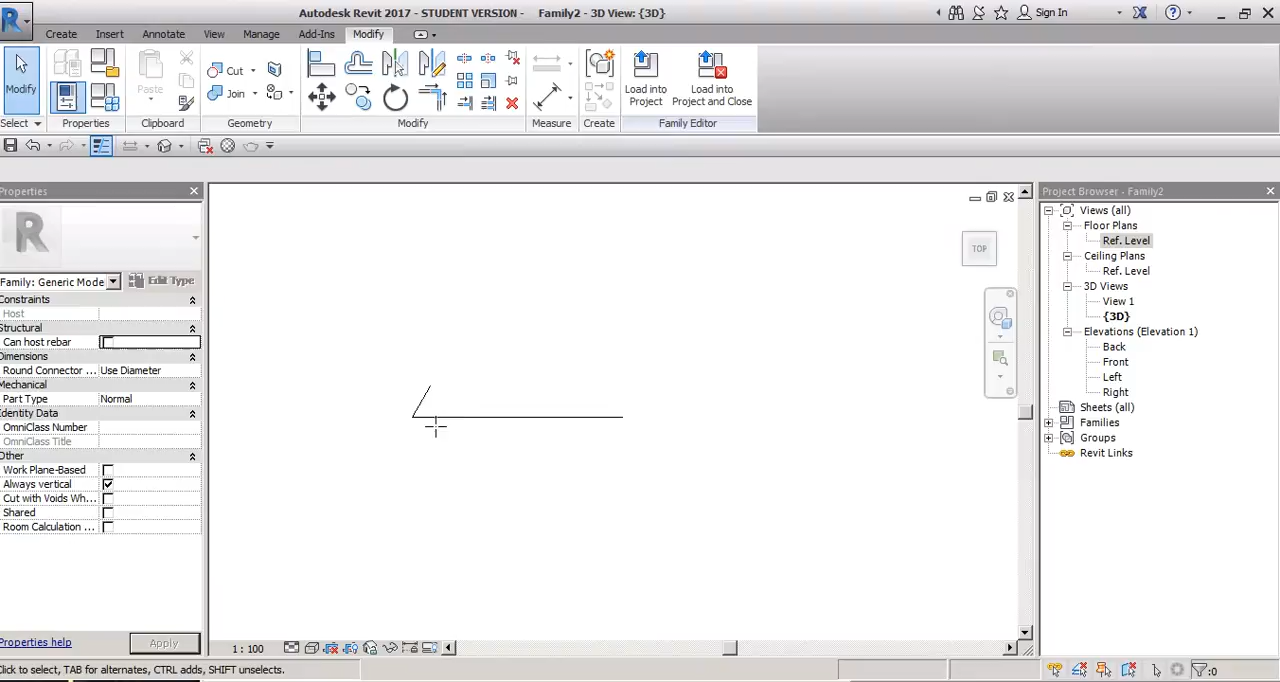 Autodesk Revit 2017 - STUDENT VERSION - Family2 - 3D View: {3D}
Sign In
Create Insert Annotate View Manage Add-Ins Modify
Modify
Paste
Cut
Join
Load into Project
Load into Project and Close
Select Properties Clipboard Geometry Modify Measure Create Family Editor
Properties
Family: Generic Mode
Edit Type
Constraints
Host
Structural
Can host rebar
Dimensions
Round Connector ... Use Diameter
Mechanical
Part Type Normal
Identity Data
OmniClass Number
OmniClass Title
Other
Work Plane-Based
Always vertical
Cut with Voids Wh...
Shared
Room Calculation ...
Properties help
Apply
TOP
Project Browser - Family2
Views (all)
Floor Plans
Ref. Level
Ceiling Plans
Ref. Level
3D Views
View 1
{3D}
Elevations (Elevation 1)
Back
Front
Left
Right
Sheets (all)
Families
Groups
Revit Links
1 : 100
Click to select, TAB for alternates, CTRL adds, SHIFT unselects.
:0